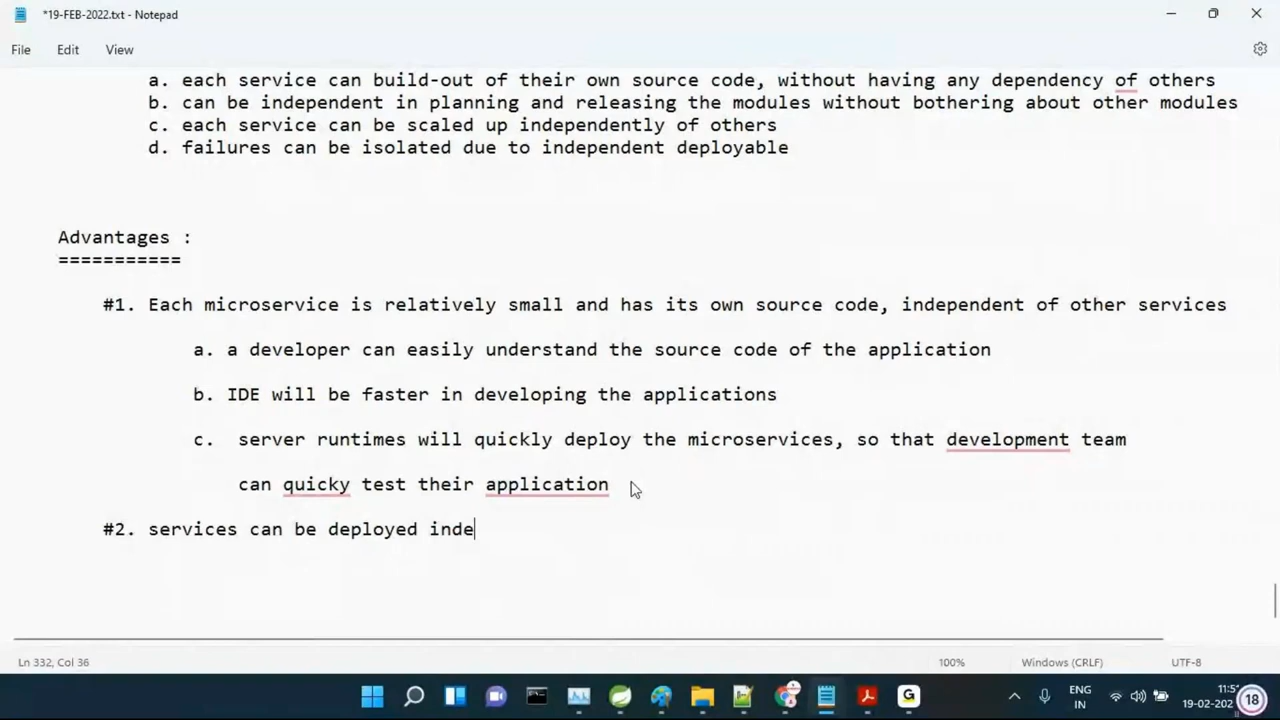 *19-FEB-2022.txt - Notepad
File Edit View
a. each service can build-out of their own source code, without having any dependency of others
b. can be independent in planning and releasing the modules without bothering about other modules
c. each service can be scaled up independently of others
d. failures can be isolated due to independent deployable
Advantages :
===========
#1. Each microservice is relatively small and has its own source code, independent of other services
a. a developer can easily understand the source code of the application
b. IDE will be faster in developing the applications
c. server runtimes will quickly deploy the microservices, so that development team
can quicky test their application
#2. services can be deployed inde
Ln 332, Col 36 100% Windows (CRLF) UTF-8
ENG
IN
19-02-202
18